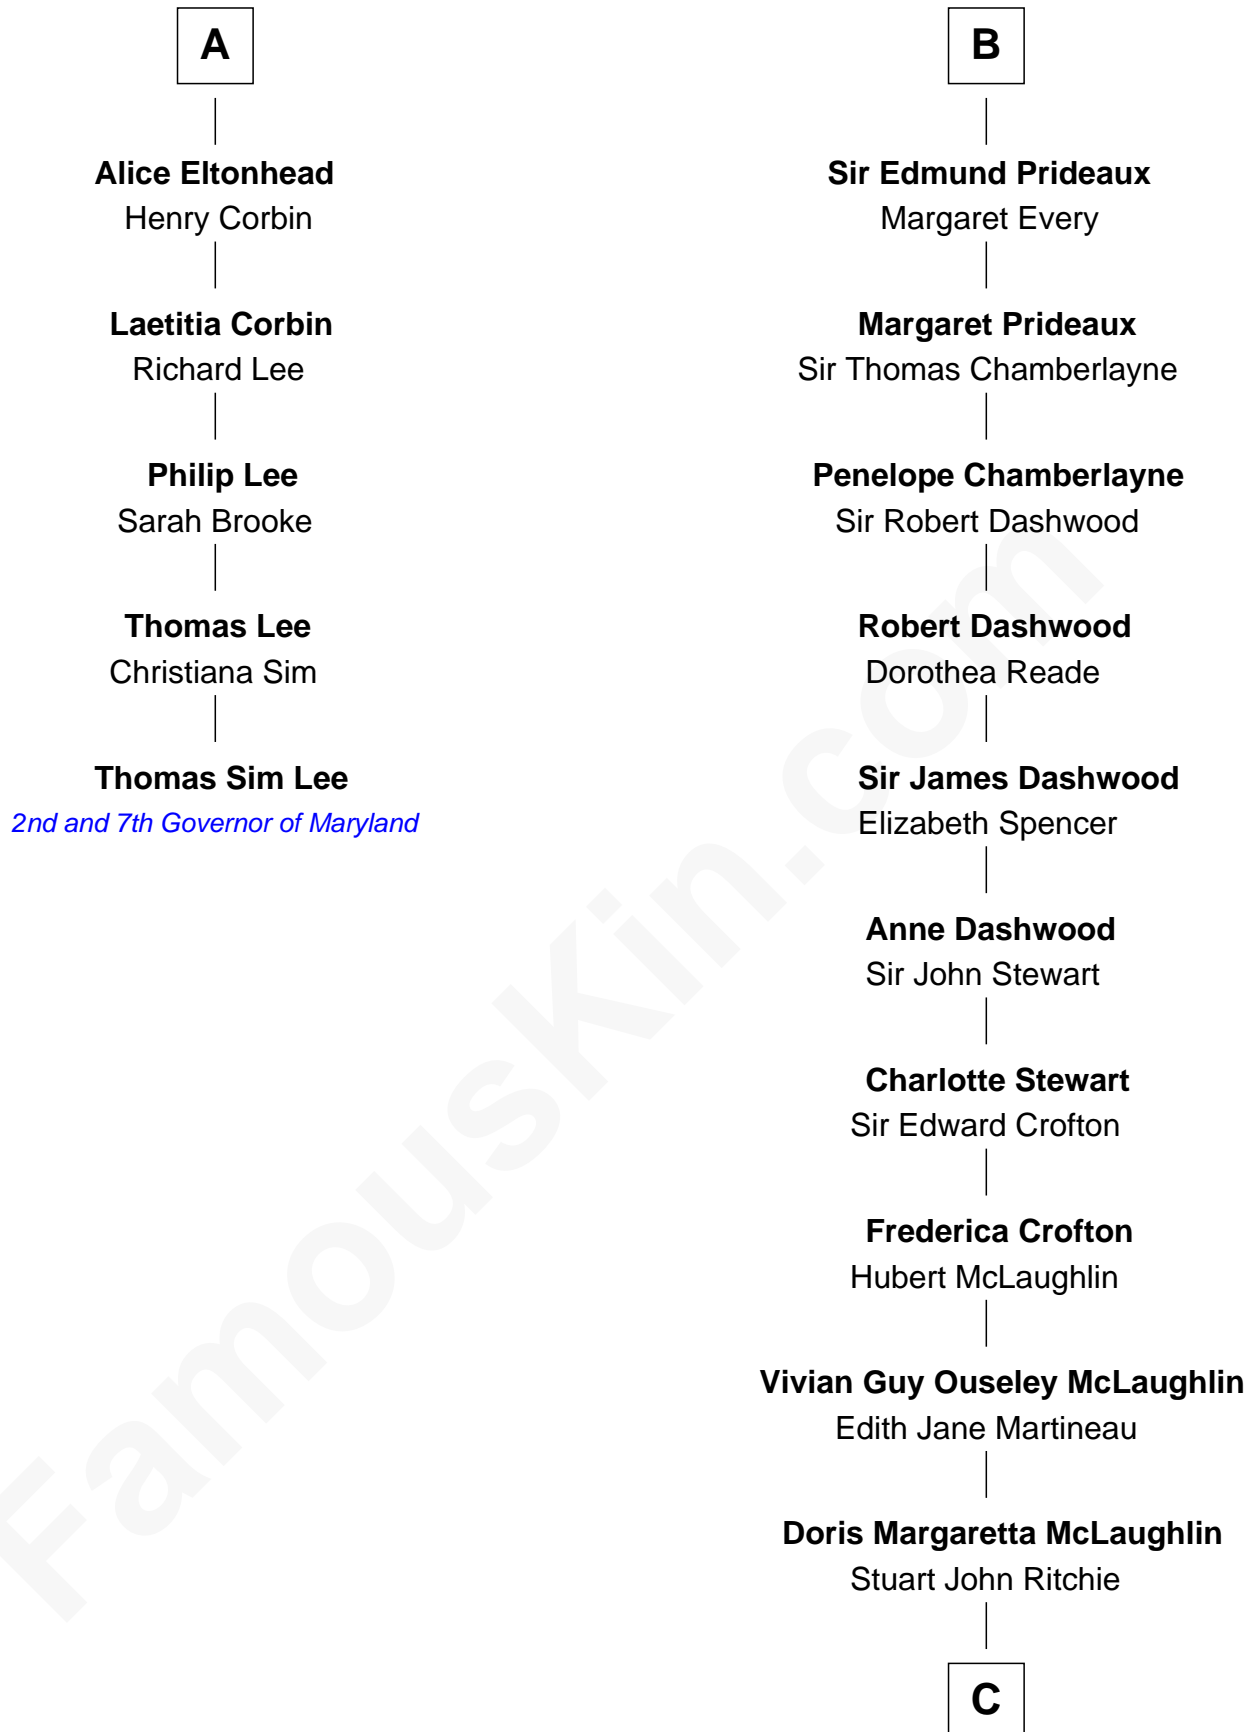 A
Alice Eltonhead
Henry Corbin
Laetitia Corbin
Richard Lee
Philip Lee
Sarah Brooke
Thomas Lee
Christiana Sim
Thomas Sim Lee
2nd and 7th Governor of Maryland
B
Sir Edmund Prideaux
Margaret Every
Margaret Prideaux
Sir Thomas Chamberlayne
Penelope Chamberlayne
Sir Robert Dashwood
Robert Dashwood
Dorothea Reade
Sir James Dashwood
Elizabeth Spencer
Anne Dashwood
Sir John Stewart
Charlotte Stewart
Sir Edward Crofton
Frederica Crofton
Hubert McLaughlin
Vivian Guy Ouseley McLaughlin
Edith Jane Martineau
Doris Margaretta McLaughlin
Stuart John Ritchie
C
FamousKin.com